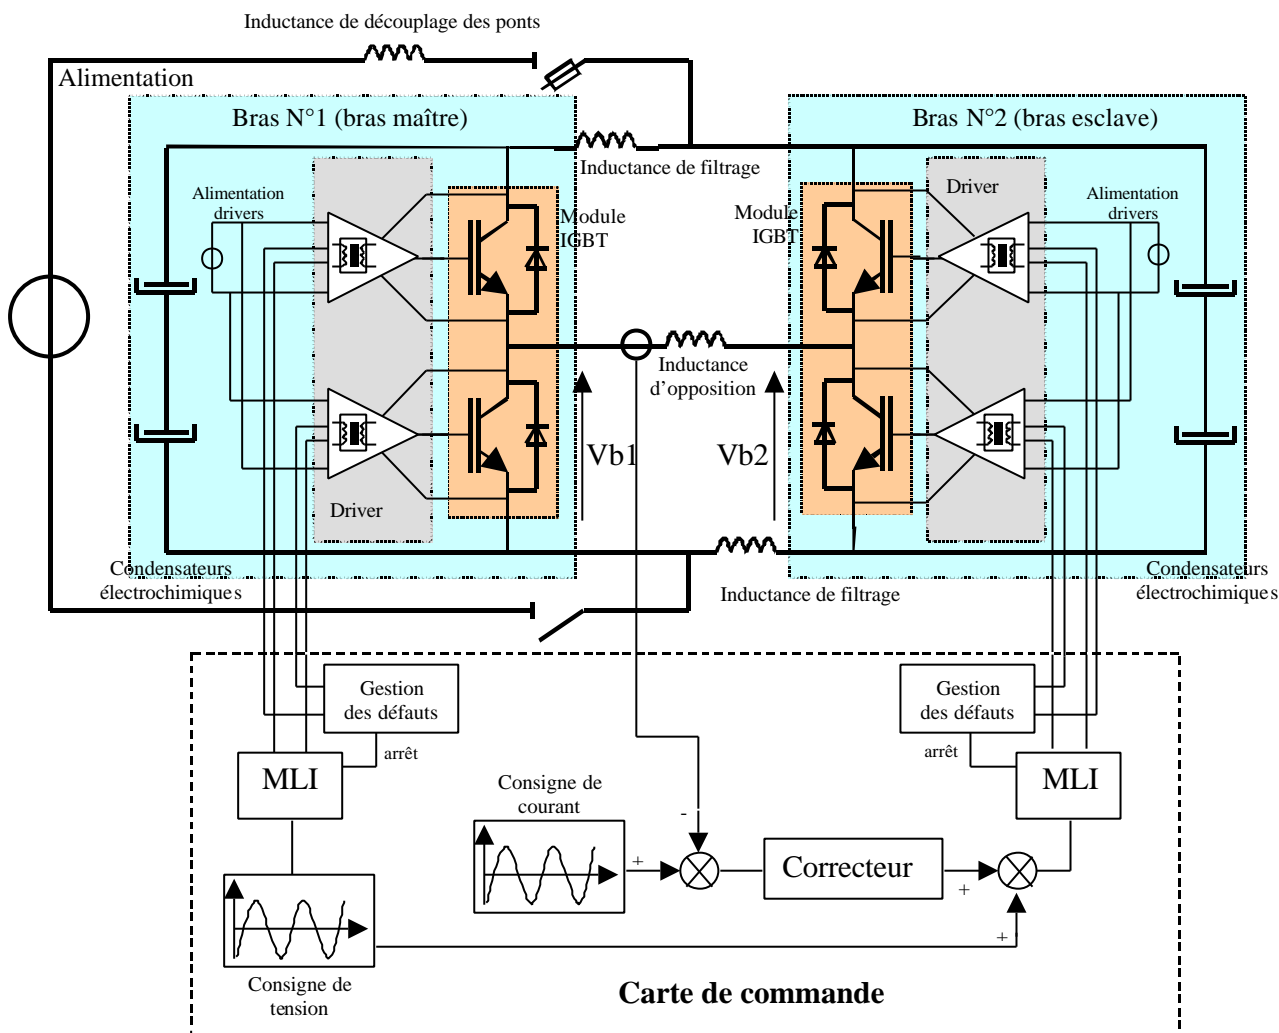 Inductance de découplage des ponts
Alimentation
Bras N°1 (bras maître)
Bras N°2 (bras esclave)
Inductance de filtrage
Alimentation
drivers
Module
IGBT
Module
IGBT
Driver
Alimentation
drivers
Inductance
d'opposition
Vb1
Vb2
Driver
Condensateurs
électrochimiques
Inductance de filtrage
Condensateurs
électrochimiques
Gestion
des défauts
Gestion
des défauts
arrêt
arrêt
MLI
MLI
Consigne de
courant
-
+
Correcteur
+
+
Consigne de
tension
Carte de commande